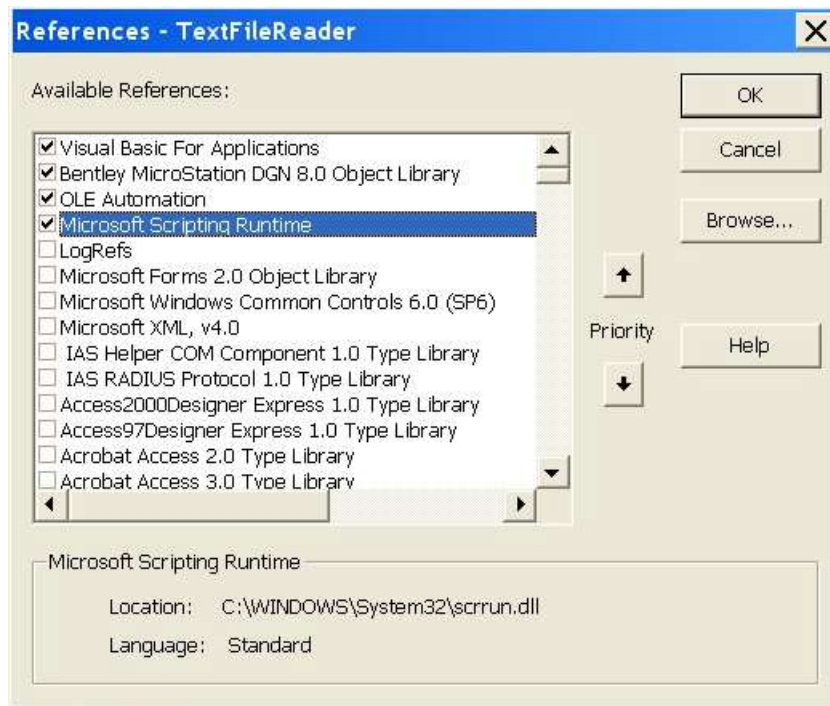 References - TextFileReader
Available References:
OK
Visual Basic For Applications
Cancel
Bentley MicroStation DGN 8.0 Object Library
OLE Automation
Microsoft Scripting Runtime
Browse...
LogRefs
Microsoft Forms 2.0 Object Library
Microsoft Windows Common Controls 6.0 (SP6)
Microsoft XML, v4.0
Priority
IAS Helper COM Component 1.0 Type Library
Help
IAS RADIUS Protocol 1.0 Type Library
Access2000Designer Express 1.0 Type Library
Access97Designer Express 1.0 Type Library
Acrobat Access 2.0 Type Library
Acrobat Access 3.0 Type Library
Microsoft Scripting Runtime
Location: C:\WINDOWS\System32\scrrun.dll
Language: Standard